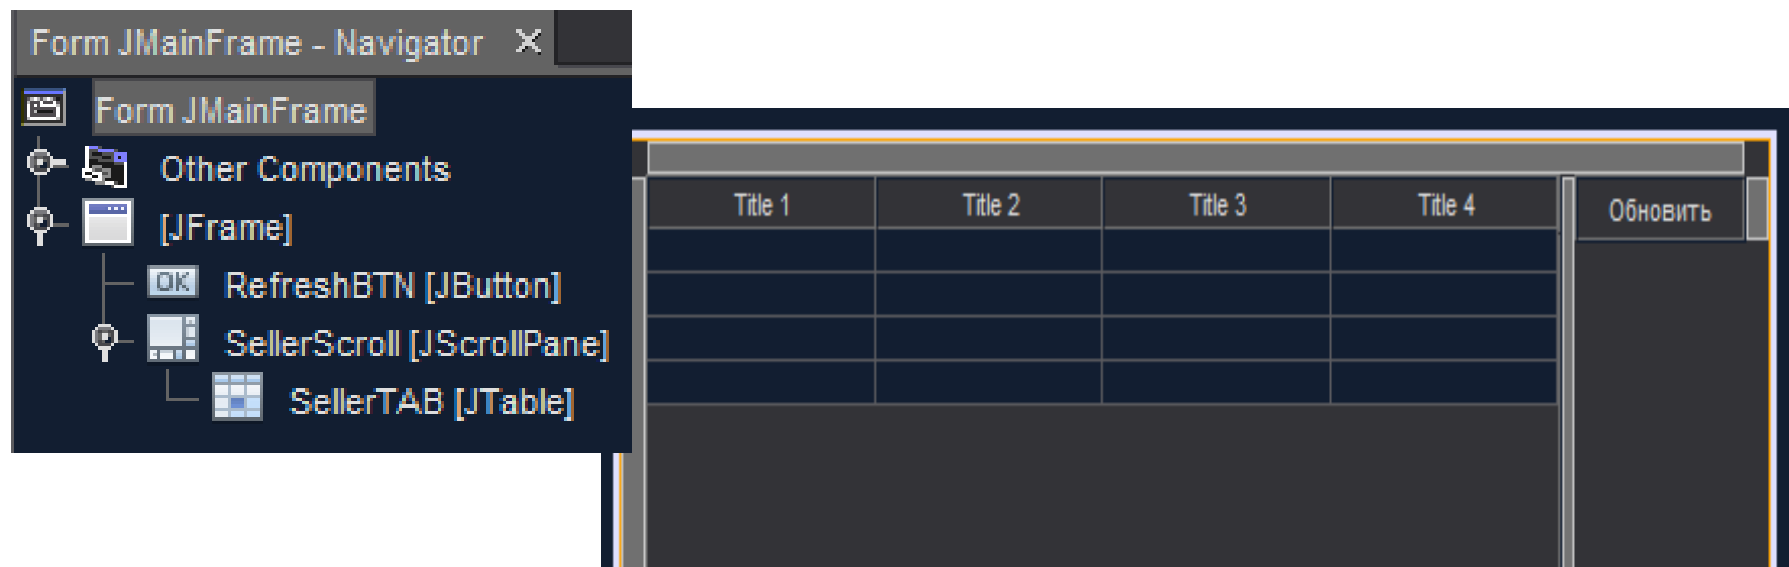 Form JMainFrame - Navigator
Form JMainFrame
Other Components
[JFrame]
OK RefreshBTN [JButton]
SellerScroll [JScrollPane]
SellerTAB [JTable]
Title 1 Title 2 Title 3 Title 4 Обновить